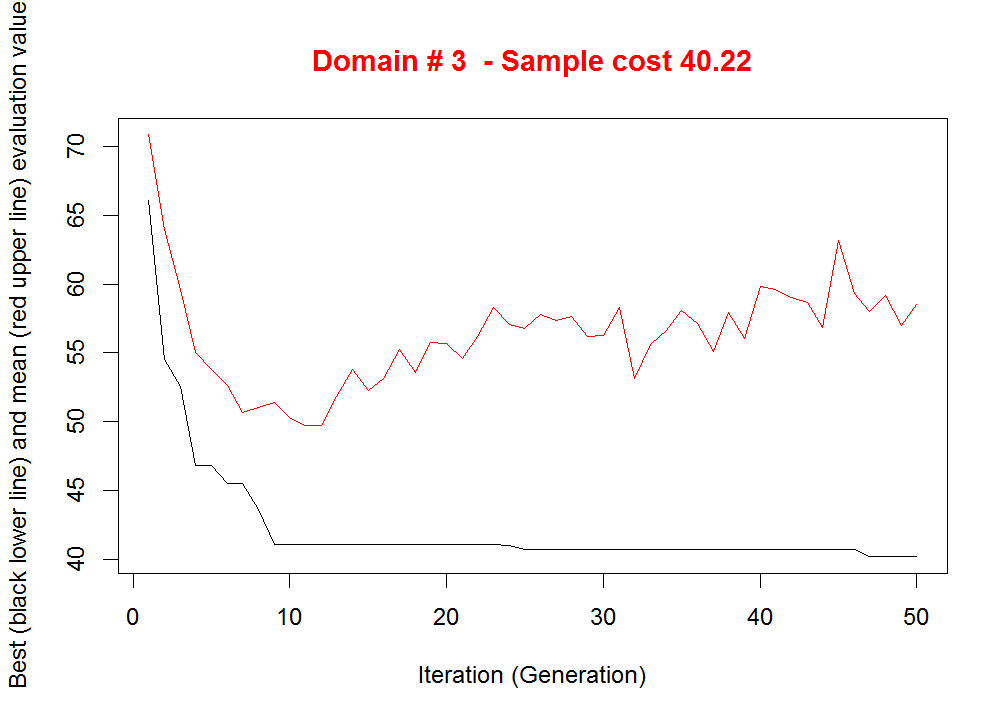 Domain # 3  - Sample cost 40.22
Best (black lower line) and mean (red upper line) evaluation value
70
65
60
55
50
45
40
0 10 20 30 40 50
Iteration (Generation)